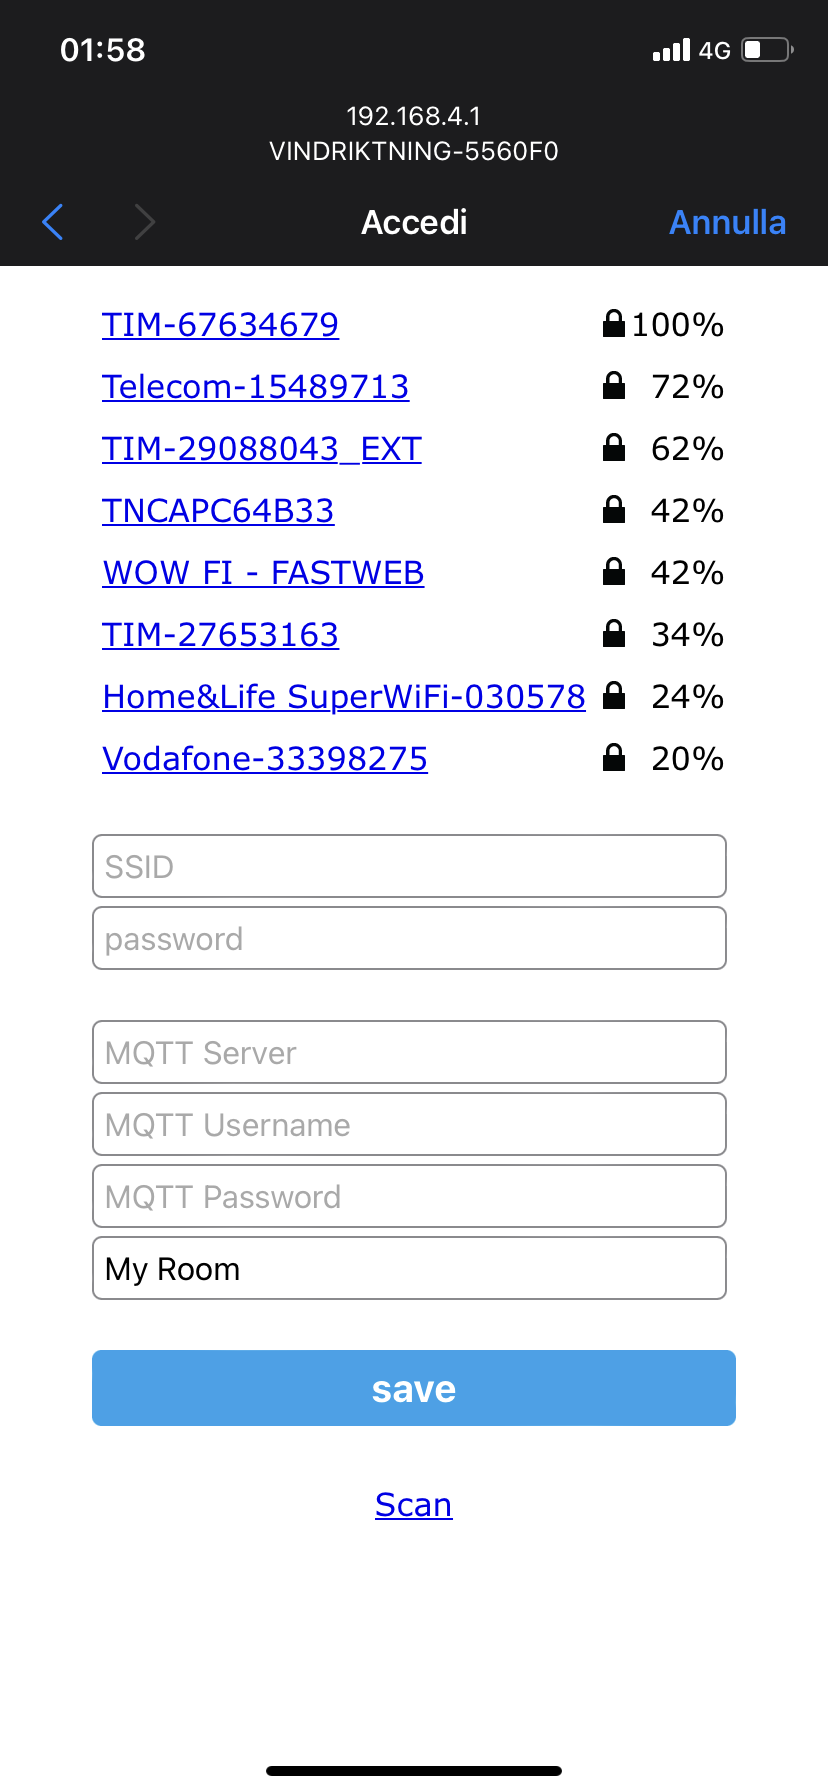 01:58 4G
192.168.4.1
VINDRIKTNING-5560F0
Accedi Annulla
TIM-67634679 100%
Telecom-15489713 72%
TIM-29088043_EXT 62%
TNCAPC64B33 42%
WOW FI - FASTWEB 42%
TIM-27653163 34%
Home&Life SuperWiFi-030578 24%
Vodafone-33398275 20%
SSID
password
MQTT Server
MQTT Username
MQTT Password
My Room
save
Scan